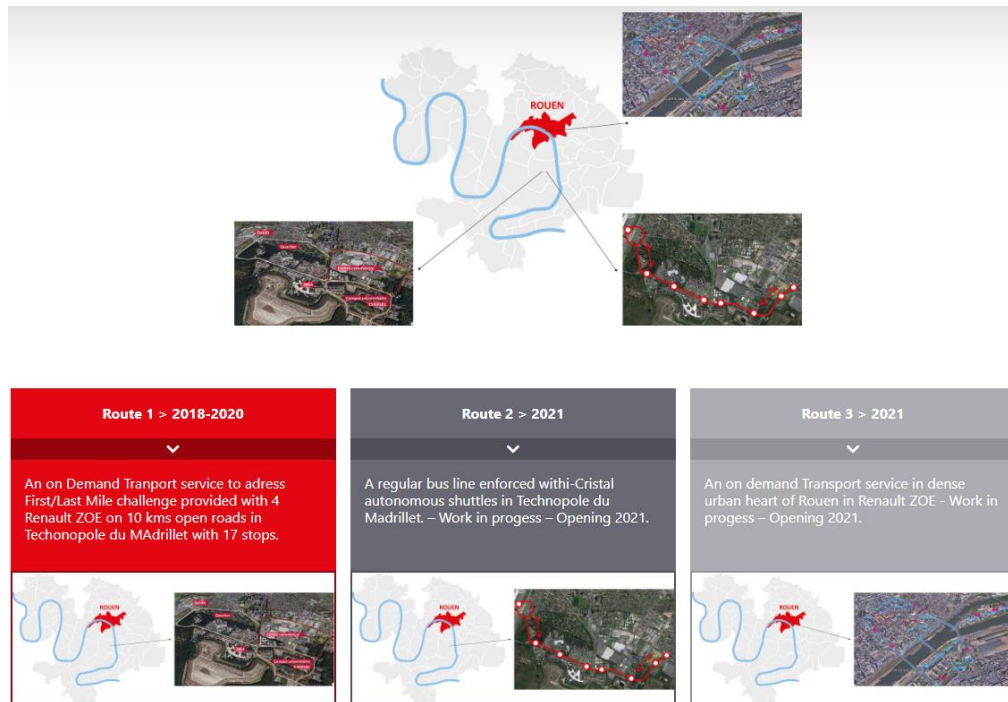 ROUEN
Route 1 > 2018-2020
An on Demand Tranport service to adress
First/Last Mile challenge provided with 4
Renault ZOE on 10 kms open roads in
Techonopole du MAdrillet with 17 stops.
ROUEN
Route 2 > 2021
A regular bus line enforced withi-Cristal
autonomous shuttles in Technopole du
Madrillet. – Work in progess – Opening 2021.
ROUEN
Route 3 > 2021
An on demand Transport service in dense
urban heart of Rouen in Renault ZOE - Work in
progess – Opening 2021.
ROUEN